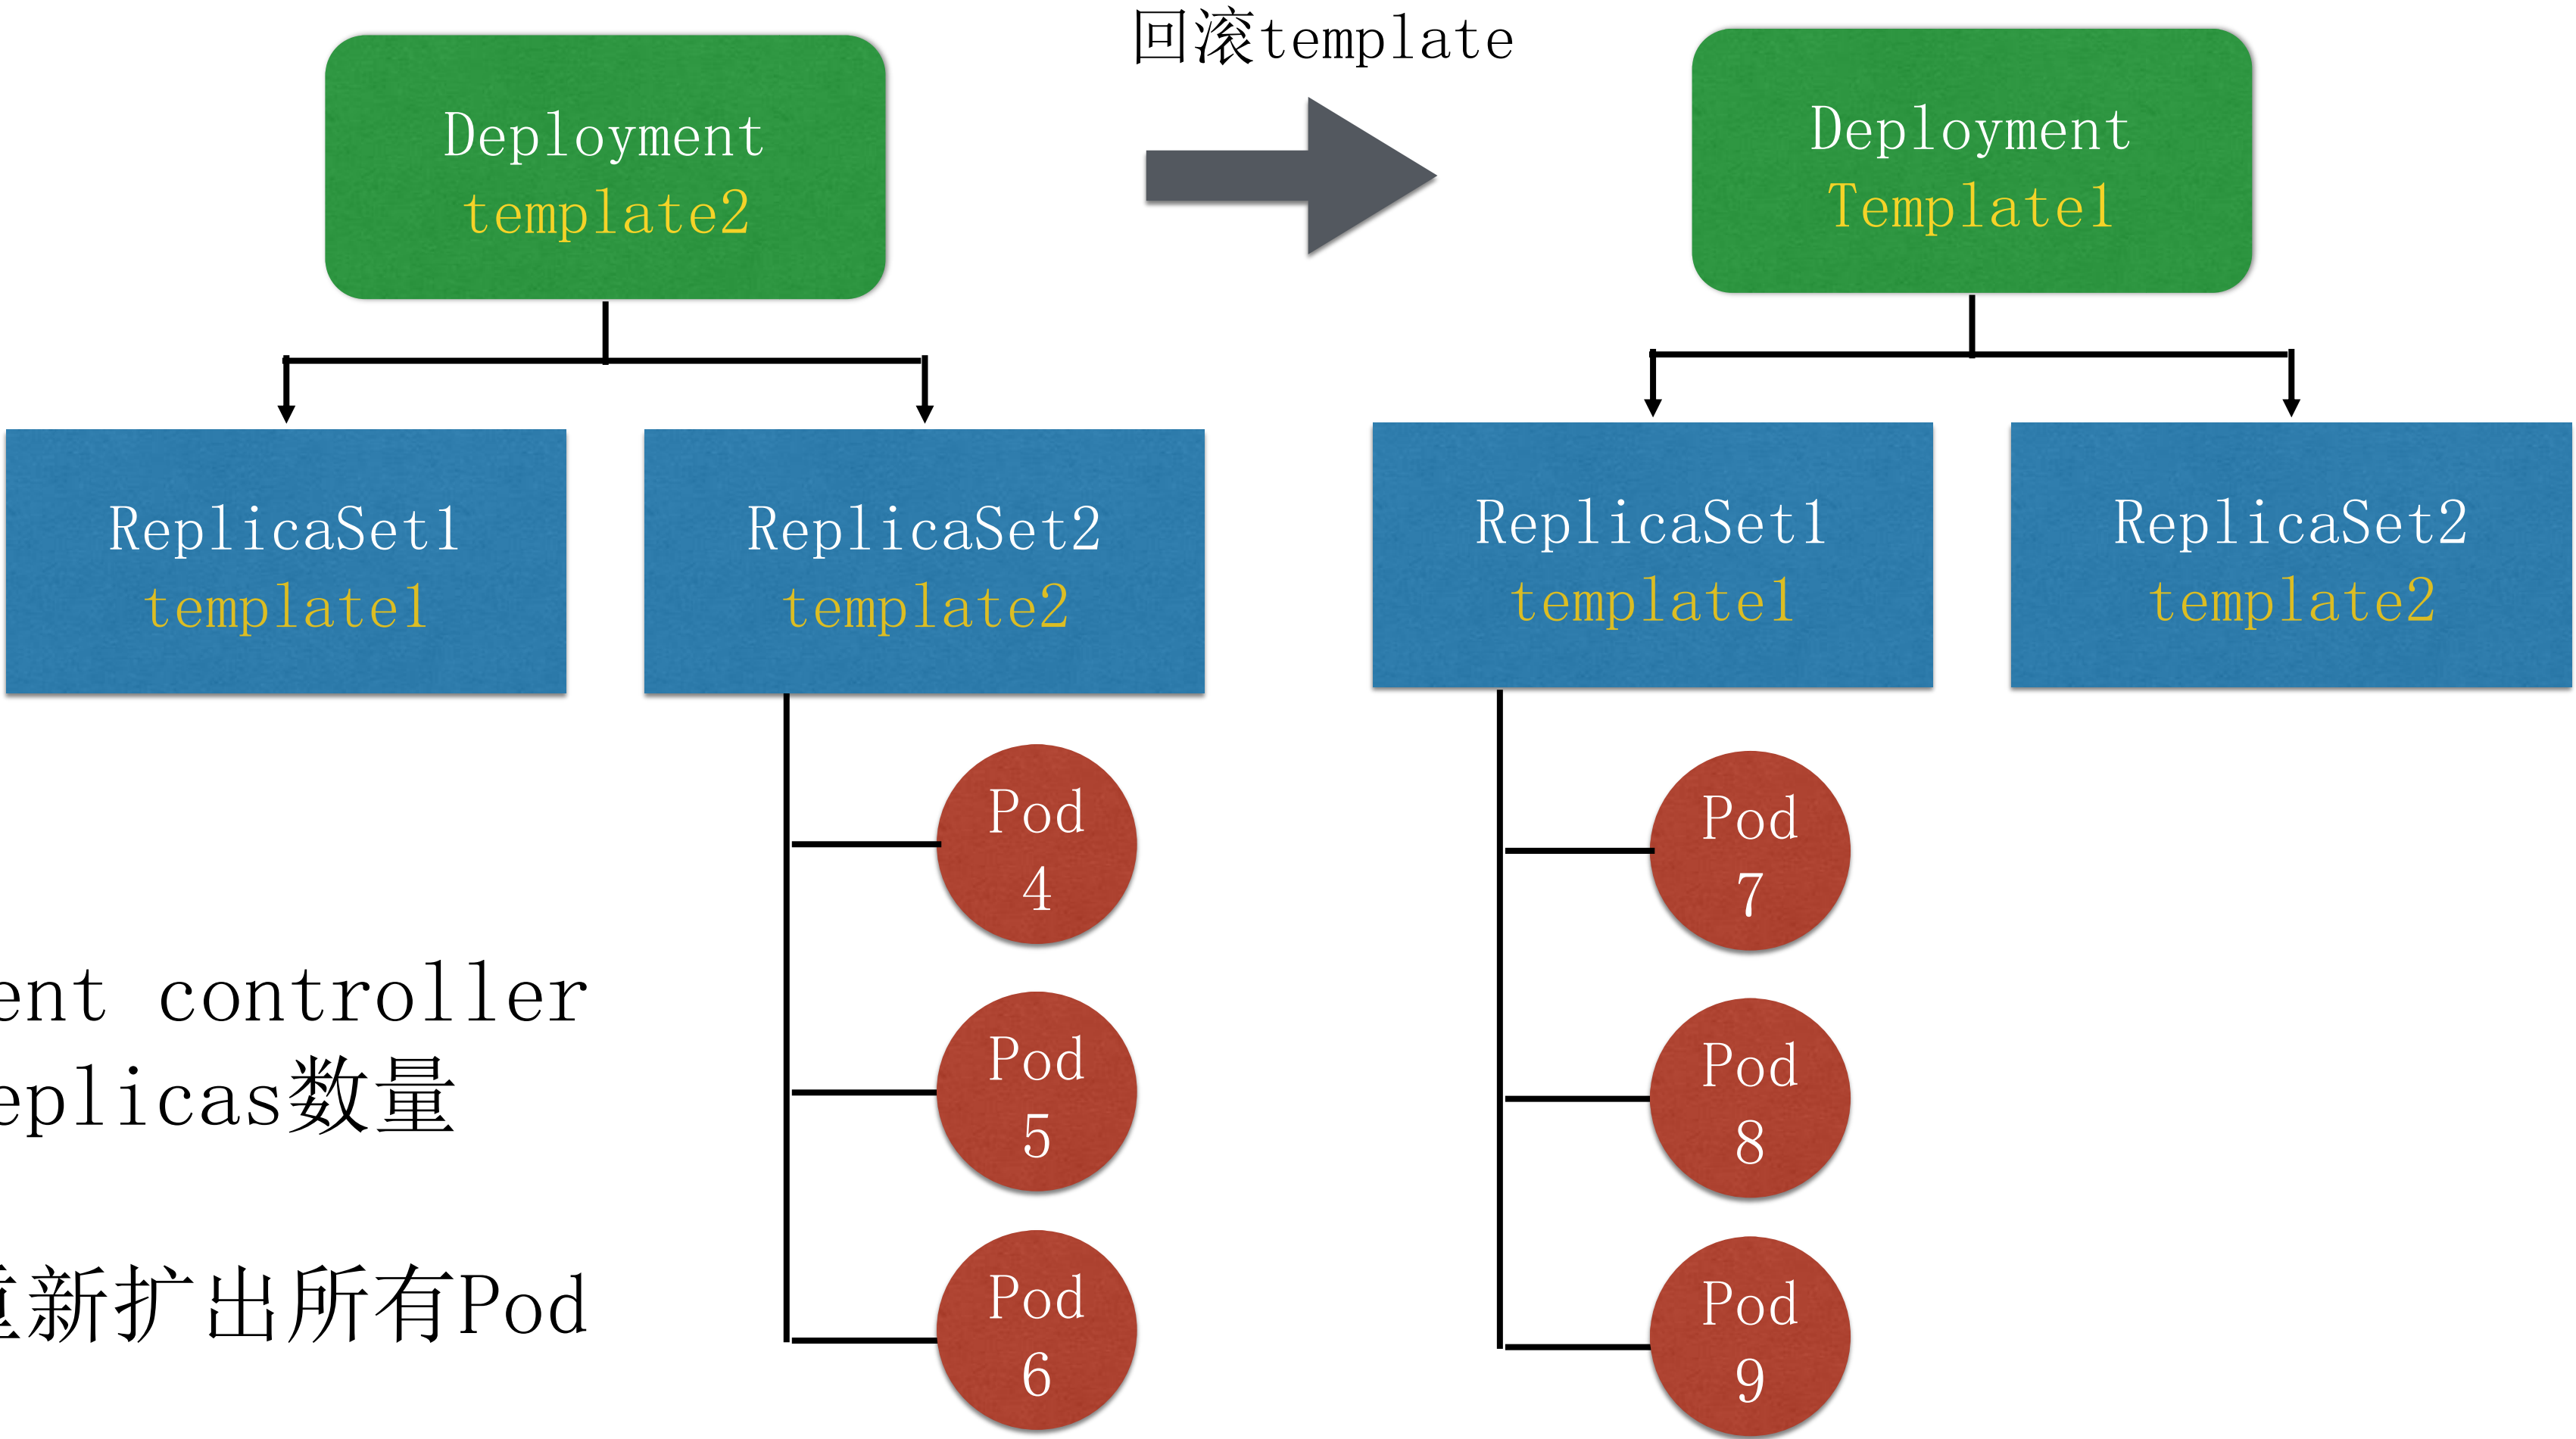 回滚template
Deployment
template2
Deployment
Template1
ReplicaSet1
template1
ReplicaSet2
template2
ReplicaSet1
template1
ReplicaSet2
template2
Pod
4
Pod
5
Pod
6
Pod
7
Pod
8
Pod
9
ent controller
eplicas数量
重新扩出所有Pod